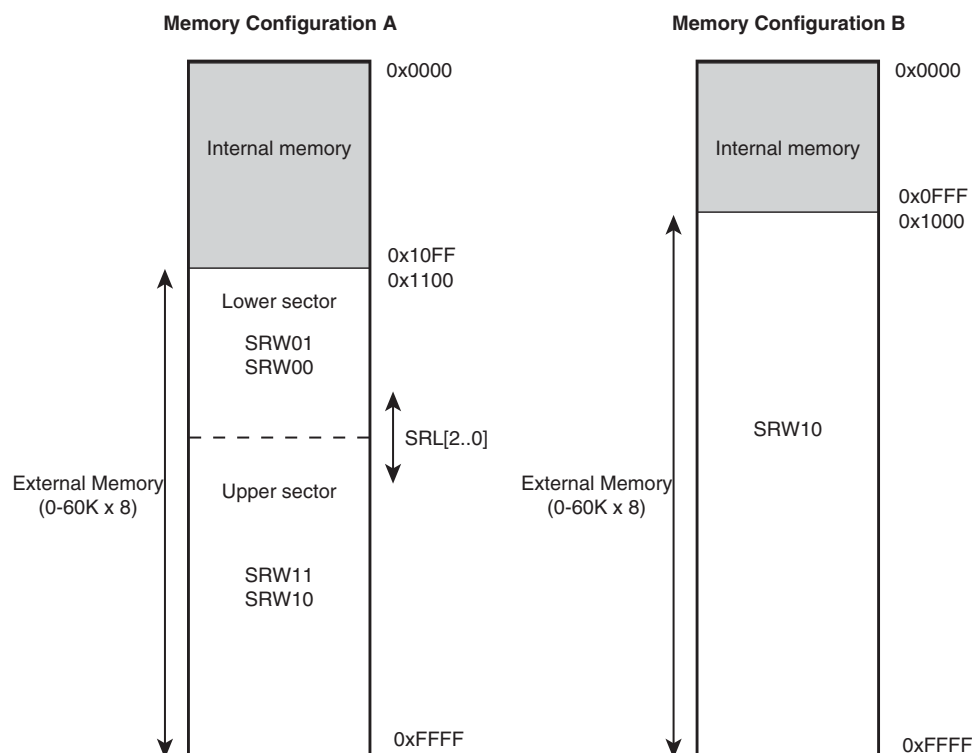 Memory Configuration A
0x0000
Internal memory
0x10FF
0x1100
Lower sector
SRW01
SRW00
SRL[2..0]
External Memory
(0-60K x 8)
Upper sector
SRW11
SRW10
0xFFFF
Memory Configuration B
0x0000
Internal memory
0x0FFF
0x1000
SRW10
External Memory
(0-60K x 8)
0xFFFF